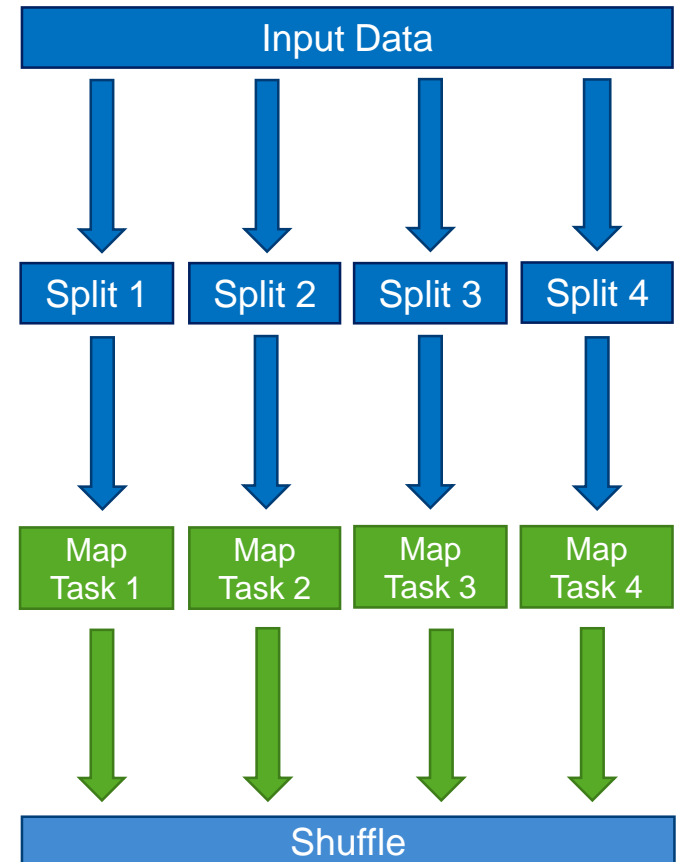 Input Data
Split 1
Split 2
Split 3
Split 4
Map
Task 1
Map
Task 2
Map
Task 3
Map
Task 4
Shuffle